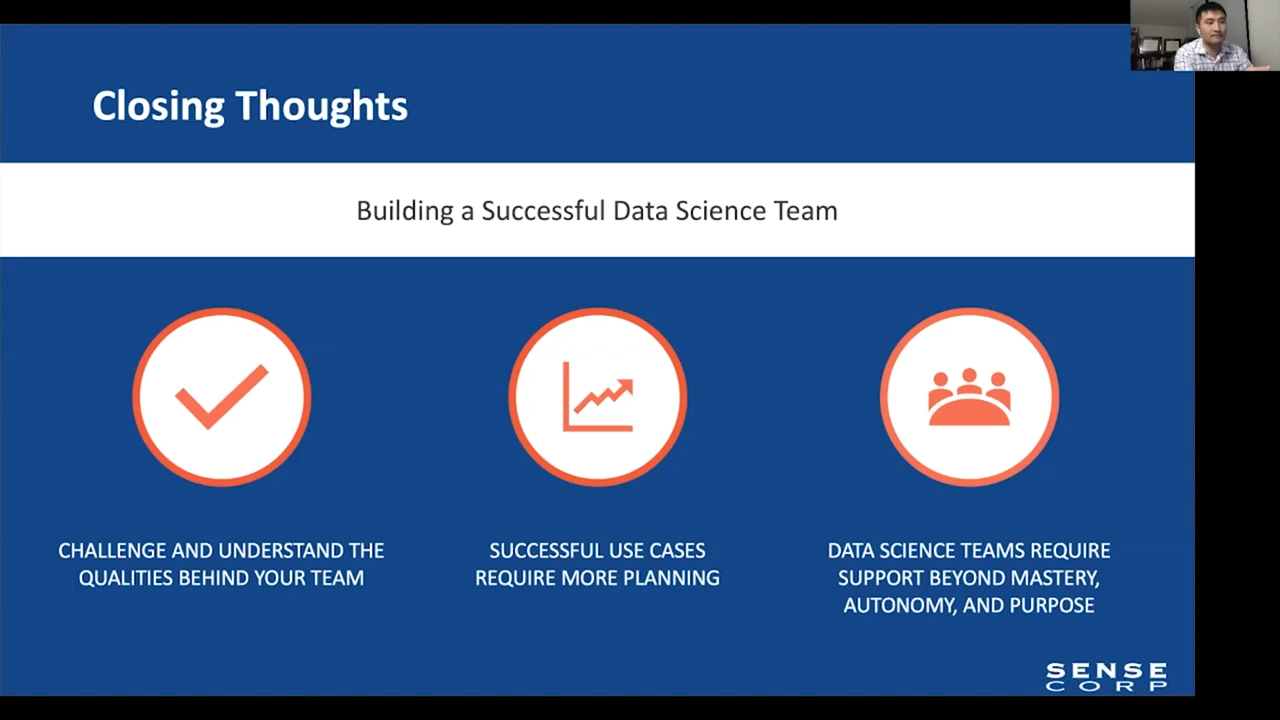 Closing Thoughts
Building a Successful Data Science Team
CHALLENGE AND UNDERSTAND THE
QUALITIES BEHIND YOUR TEAM
SUCCESSFUL USE CASES
REQUIRE MORE PLANNING
DATA SCIENCE TEAMS REQUIRE
SUPPORT BEYOND MASTERY,
AUTONOMY, AND PURPOSE
SENSE
CORP